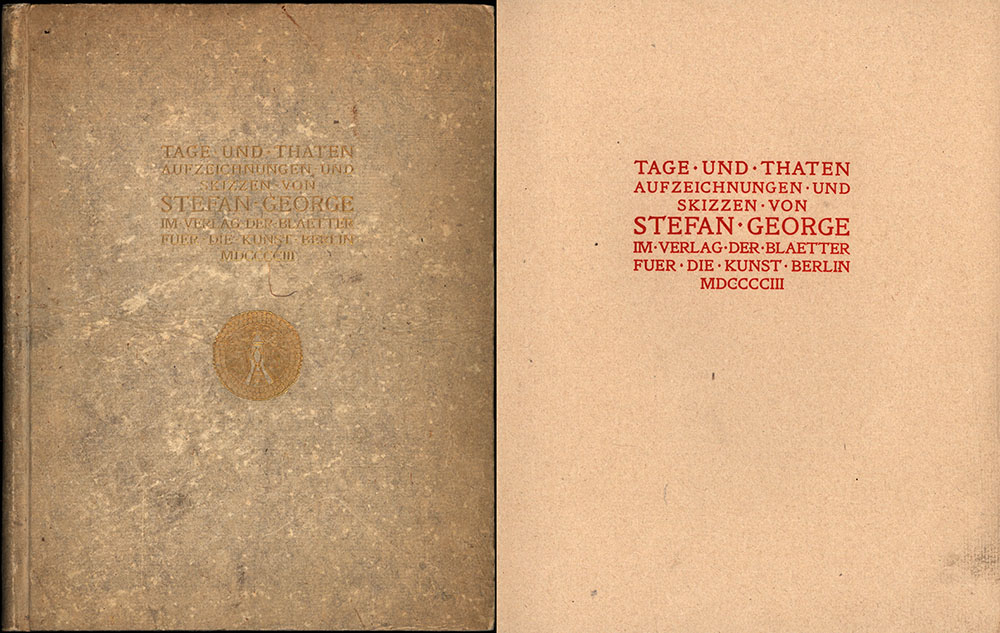 TAGE UND · THATEN
AUFZEICHNUNGEN UND
SKIZZEN VON
STEFAN · GEORGE
IM · VERLAG · DER · BLAETTER
FUER · DIE · KUNST · BERLIN
MDCCCCIII
TAGE · UND · THATEN
AUFZEICHNUNGEN · UND
SKIZZEN · VON
STEFAN · GEORGE
IM · VERLAG · DER · BLAETTER
FUER · DIE · KUNST · BERLIN
MDCCCCIII